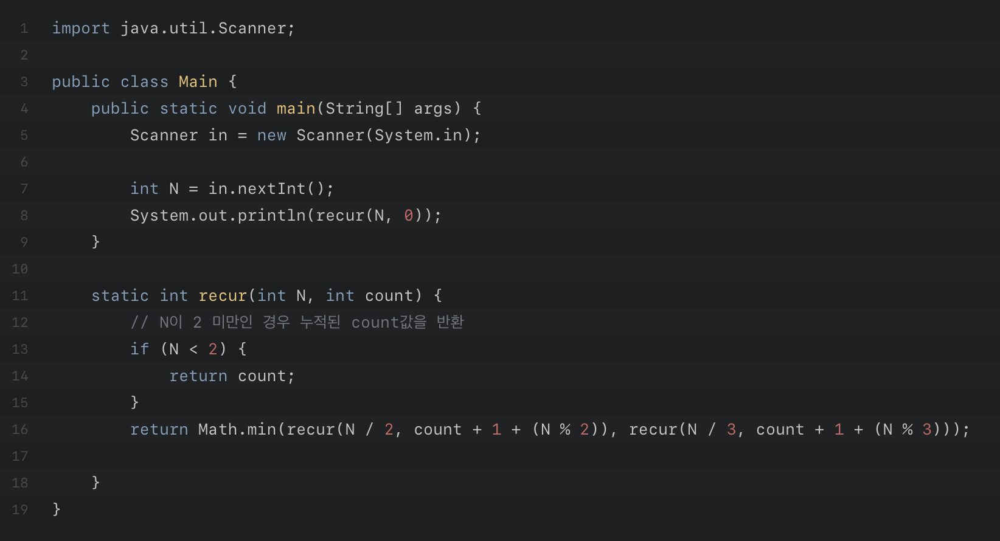 1 import java.util.Scanner;
2
3 public class Main {
4     public static void main(String[] args) {
5         Scanner in = new Scanner(System.in);
6
7         int N = in.nextInt();
8         System.out.println(recur(N, 0));
9     }
10
11     static int recur(int N, int count) {
12         // N이 2 미만인 경우 누적된 count값을 반환
13         if (N < 2) {
14             return count;
15         }
16         return Math.min(recur(N / 2, count + 1 + (N % 2)), recur(N / 3, count + 1 + (N % 3)));
17
18     }
19 }